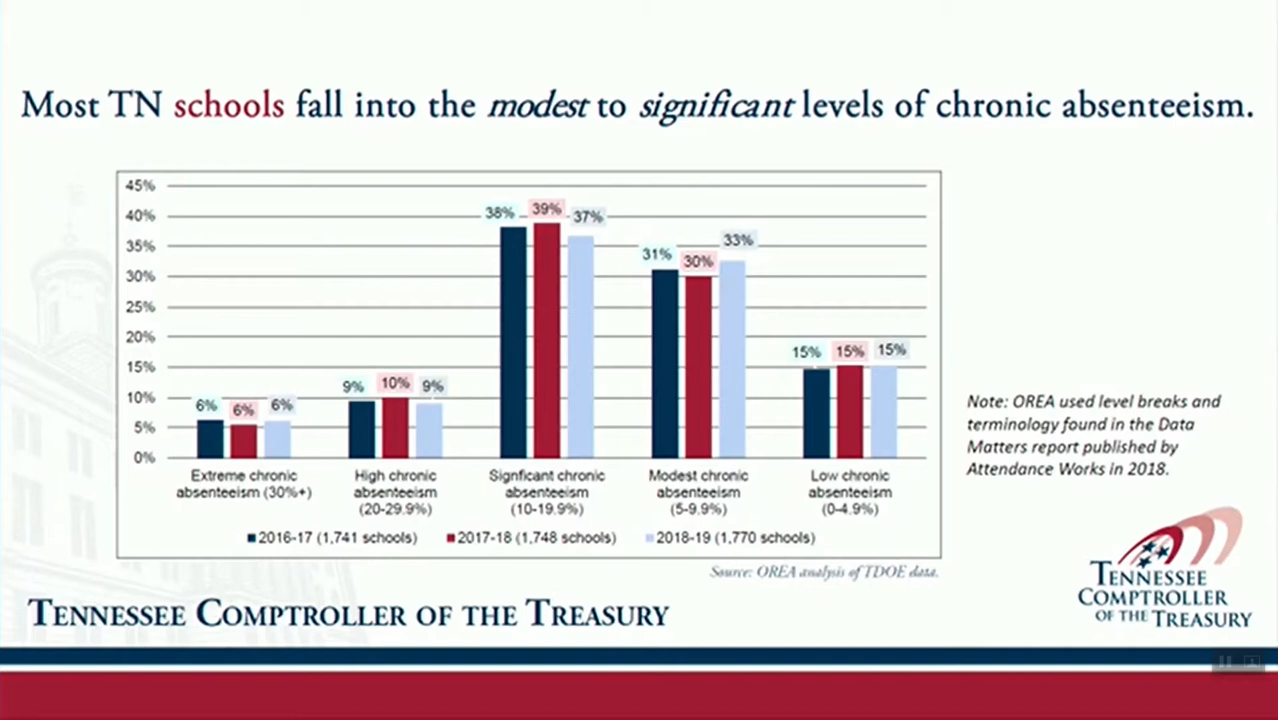 Most TN schools fall into the modest to significant levels of chronic absenteeism.
45%
40%
35%
30%
25%
20%
15%
10%
5%
0%
6% 6% 6%
9% 10% 9%
38% 39% 37%
31% 30% 33%
15% 15% 15%
Extreme chronic
absenteeism (30%+)
High chronic
absenteeism
(20-29.9%)
Signficant chronic
absenteeism
(10-19.9%)
Modest chronic
absenteeism
(5-9.9%)
Low chronic
absenteeism
(0-4.9%)
2016-17 (1,741 schools) 2017-18 (1,748 schools) 2018-19 (1,770 schools)
Source: OREA analysis of TDOE data.
Note: OREA used level breaks and
terminology found in the Data
Matters report published by
Attendance Works in 2018.
TENNESSEE COMPTROLLER OF THE TREASURY
TENNESSEE
COMPTROLLER
OF THE TREASURY